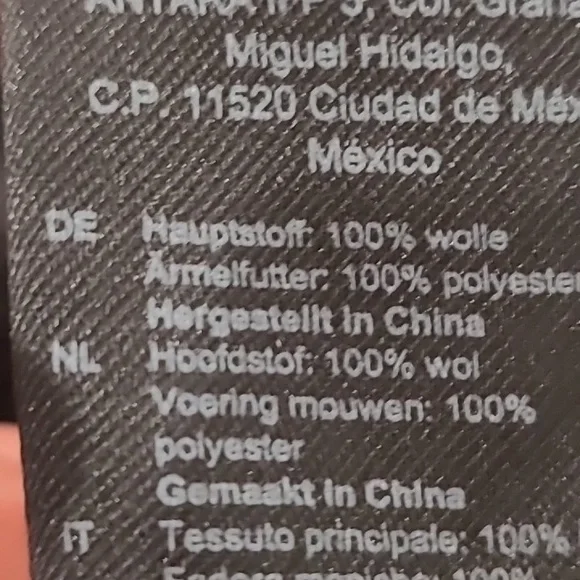 Miguel Hidalgo,
C.P. 11520 Ciudad de Méx
México
DE Hauptstoff: 100% wolle
Ärmelfutter: 100% polyester
Hergestellt in China
NL Hoofdstof: 100% wol
Voering mouwen: 100%
polyester
Gemaakt in China
IT Tessuto principale: 100%